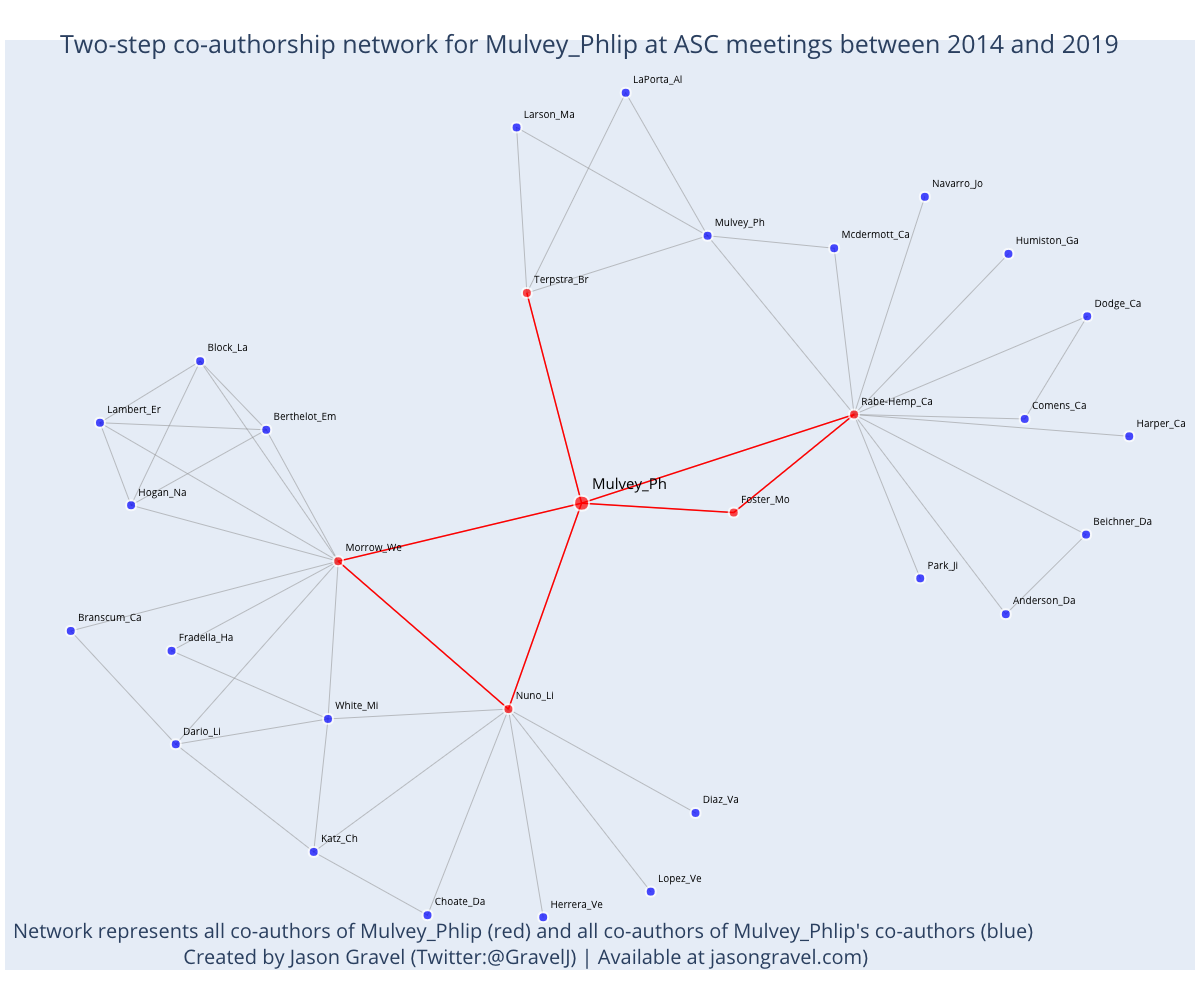 Two-step co-authorship network for Mulvey_Phlip at ASC meetings between 2014 and 2019
LaPorta_Al
Larson_Ma
Navarro_Jo
Mulvey_Ph
Mcdermott_Ca
Humiston_Ga
Terpstra_Br
Dodge_Ca
Block_La
Rabe-Hemp_Ca
Comens_Ca
Lambert_Er
Berthelot_Em
Harper_Ca
Mulvey_Ph
Hogan_Na
Foster_Mo
Beichner_Da
Morrow_We
Park_Ji
Anderson_Da
Branscum_Ca
Fradella_Ha
Nuno_Li
White_Mi
Dario_Li
Diaz_Va
Katz_Ch
Lopez_Ve
Choate_Da
Herrera_Ve
Network represents all co-authors of Mulvey_Phlip (red) and all co-authors of Mulvey_Phlip's co-authors (blue)
Created by Jason Gravel (Twitter:@GravelJ) | Available at jasongravel.com)